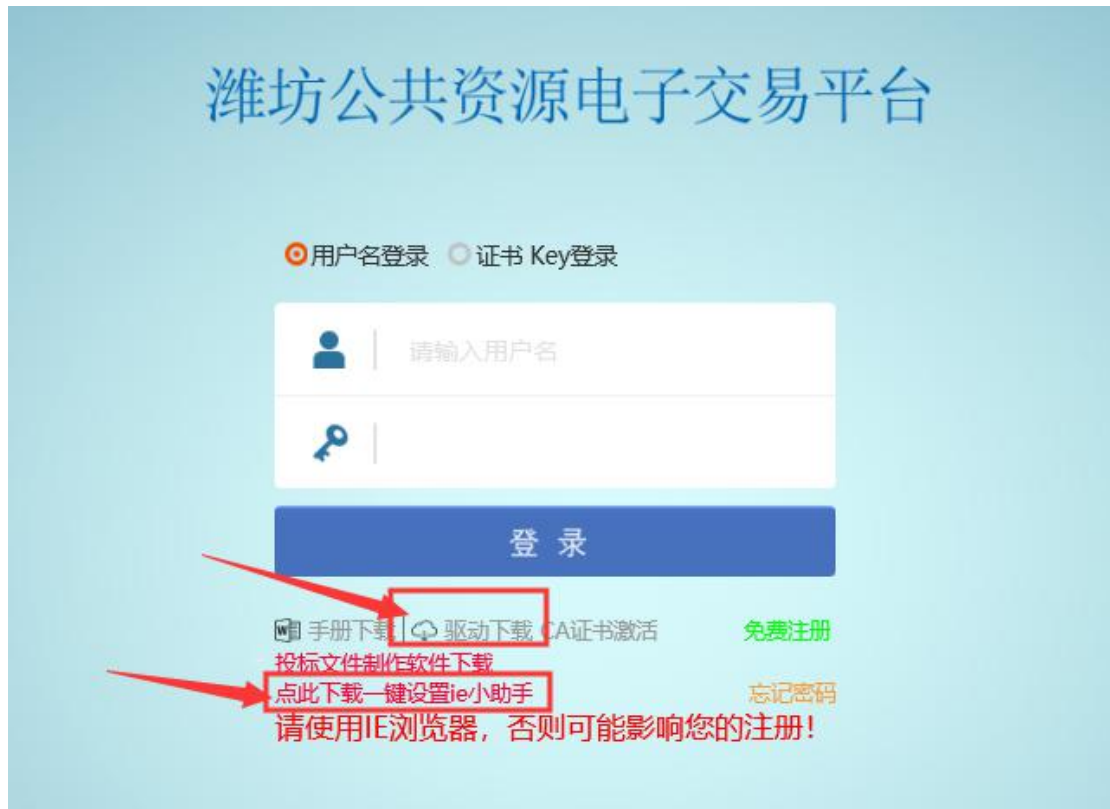 潍坊公共资源电子交易平台
用户名登录 证书 Key登录
请输入用户名
登 录
手册下载 驱动下载 CA证书激活 免费注册
投标文件制作软件下载
点此下载一键设置ie小助手 忘记密码
请使用IE浏览器，否则可能影响您的注册！